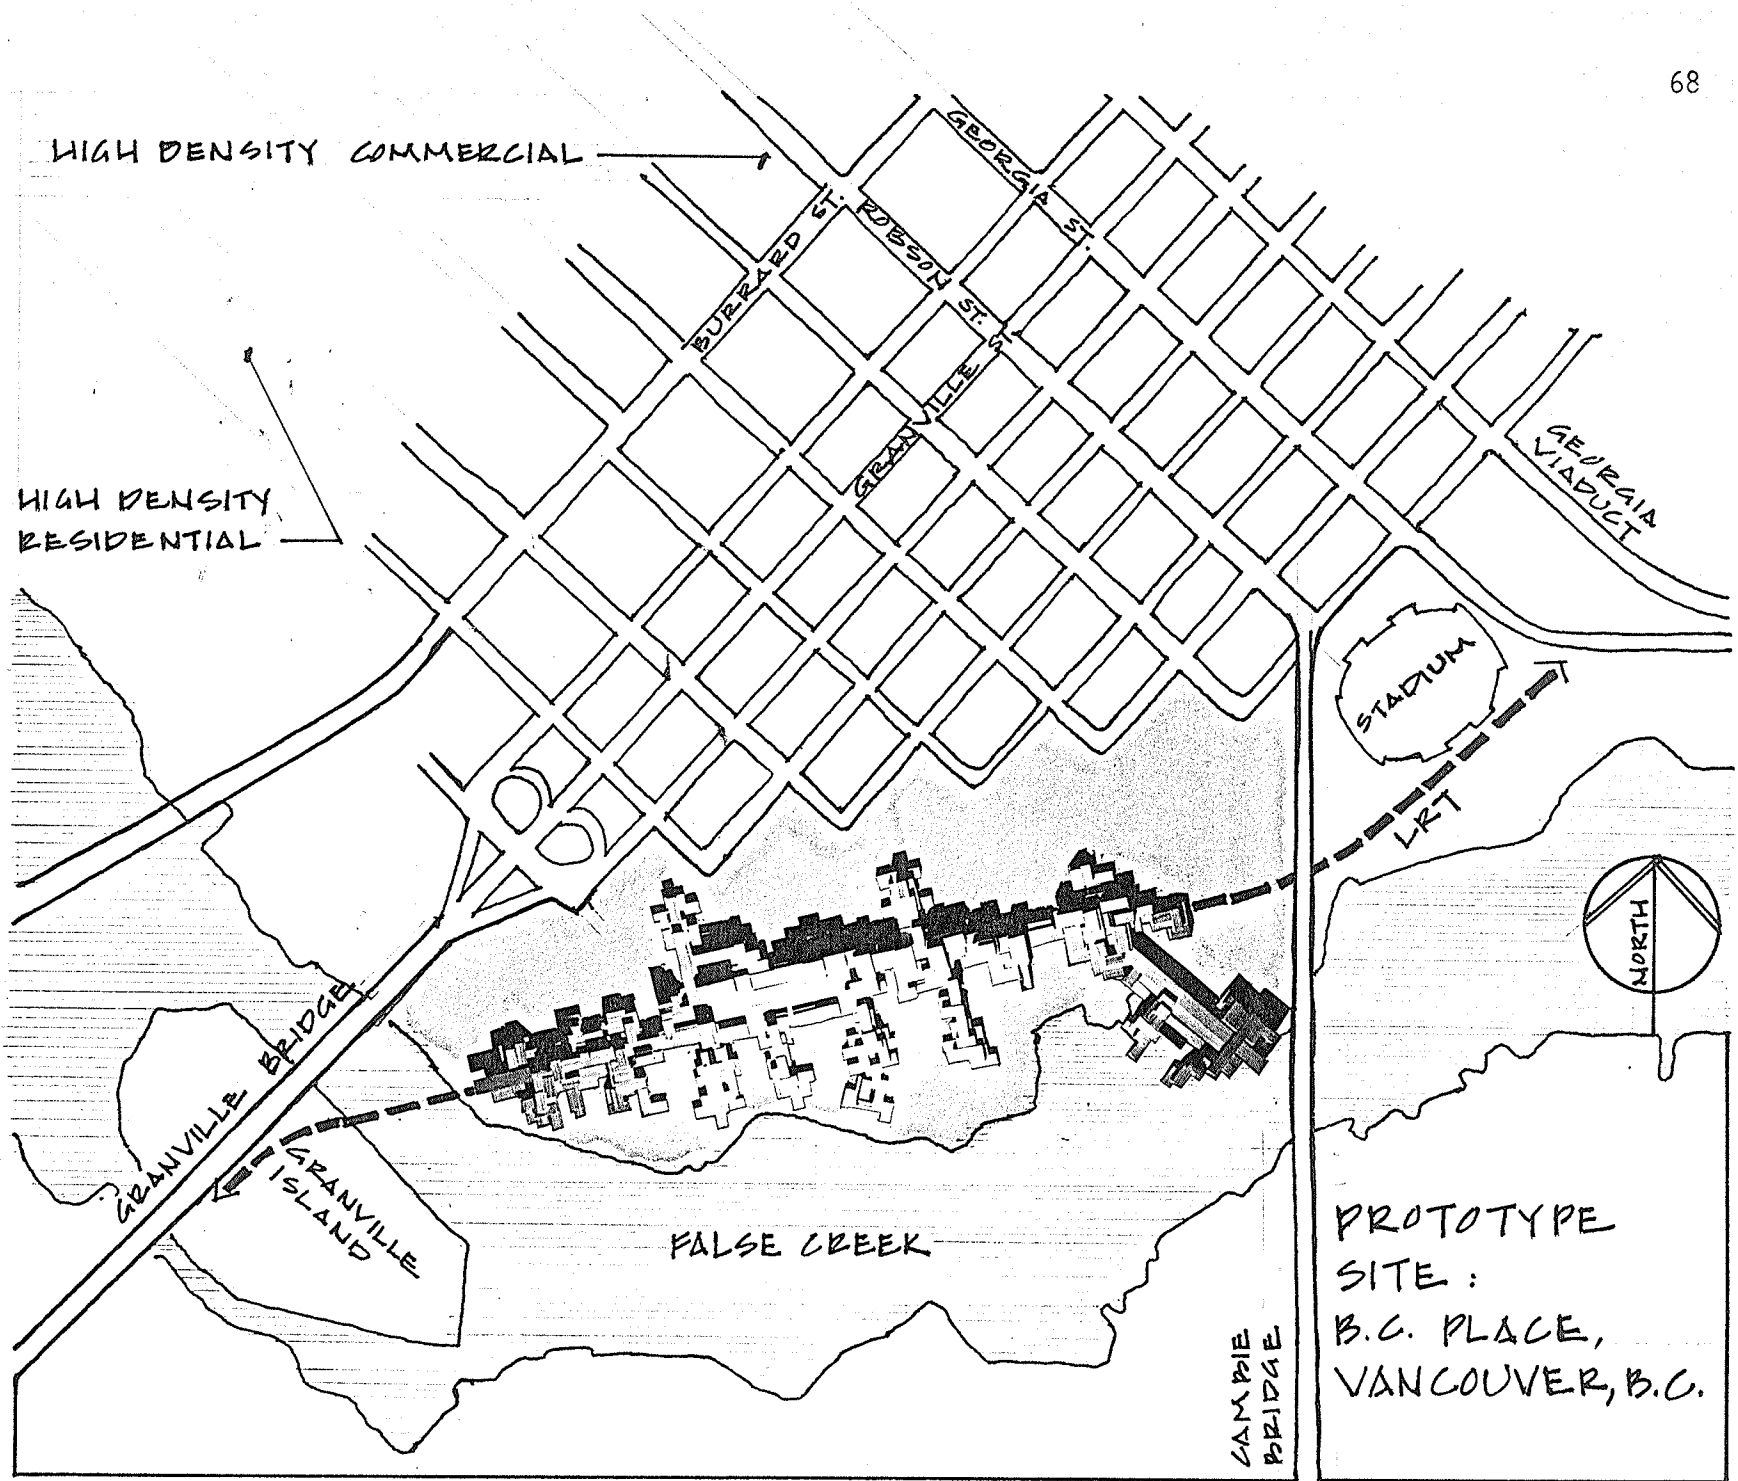 68
HIGH DENSITY COMMERCIAL
GEORGIA ST.
BURRARD ST.
ROBSON ST.
GRANVILLE ST.
HIGH DENSITY
RESIDENTIAL
GEORGIA
VIADUCT
STADIUM
LRT
NORTH
GRANVILLE BRIDGE
GRANVILLE
ISLAND
FALSE CREEK
CAMBIE
BRIDGE
PROTOTYPE
SITE :
B.C. PLACE,
VANCOUVER, B.C.